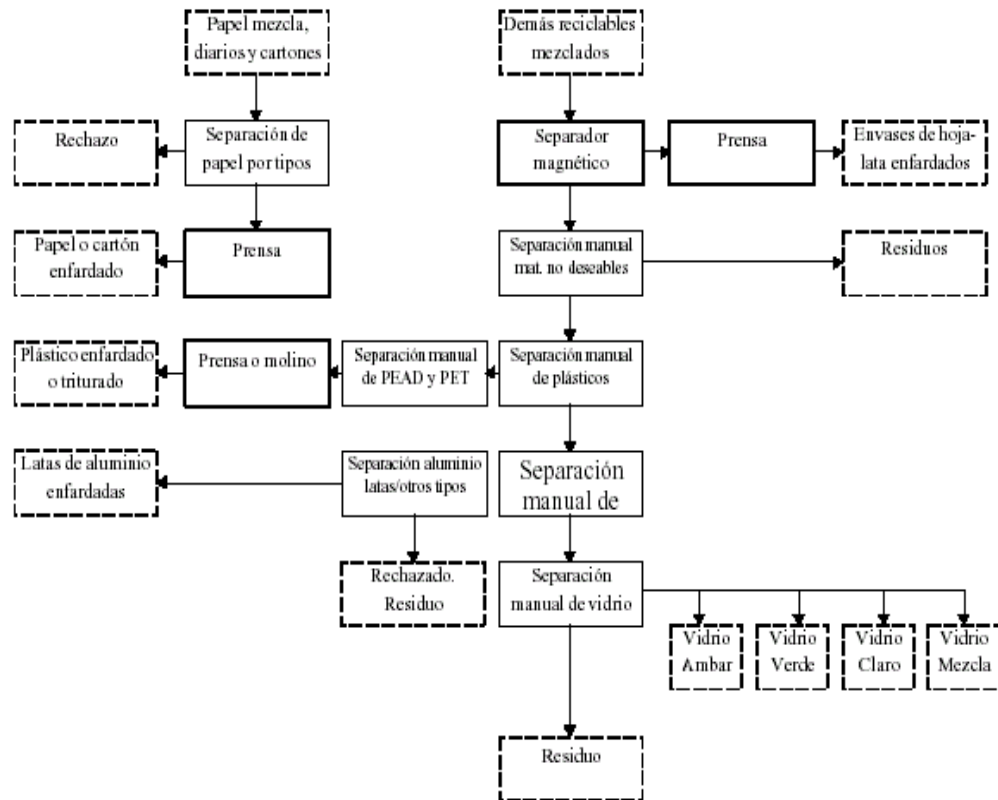 Papel mezcla,
diarios y cartones
Demás reciclables
mezclados
Rechazo
Separación de
papel por tipos
Separador
magnético
Prensa
Envases de hoja-
lata enfardados
Papel o cartón
enfardado
Prensa
Separación manual
mat. no deseables
Residuos
Plástico enfardado
o triturado
Prensa o molino
Separación manual
de PEAD y PET
Separación manual
de plásticos
Latas de aluminio
enfardadas
Separación aluminio
latas/otros tipos
Separación
manual de
Rechazado.
Residuo
Separación
manual de vidrio
Vidrio
Ambar
Vidrio
Verde
Vidrio
Claro
Vidrio
Mezcla
Residuo